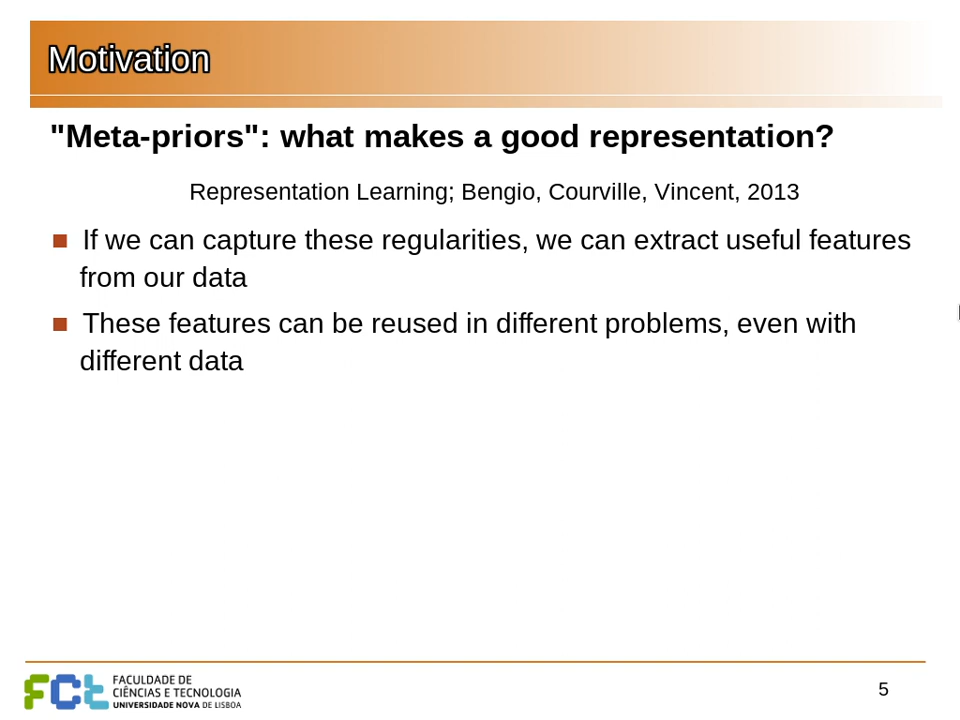 Motivation
"Meta-priors": what makes a good representation?
Representation Learning; Bengio, Courville, Vincent, 2013
If we can capture these regularities, we can extract useful features
from our data
These features can be reused in different problems, even with
different data
FCt
FACULDADE DE
CIÊNCIAS E TECNOLOGIA
UNIVERSIDADE NOVA DE LISBOA
5